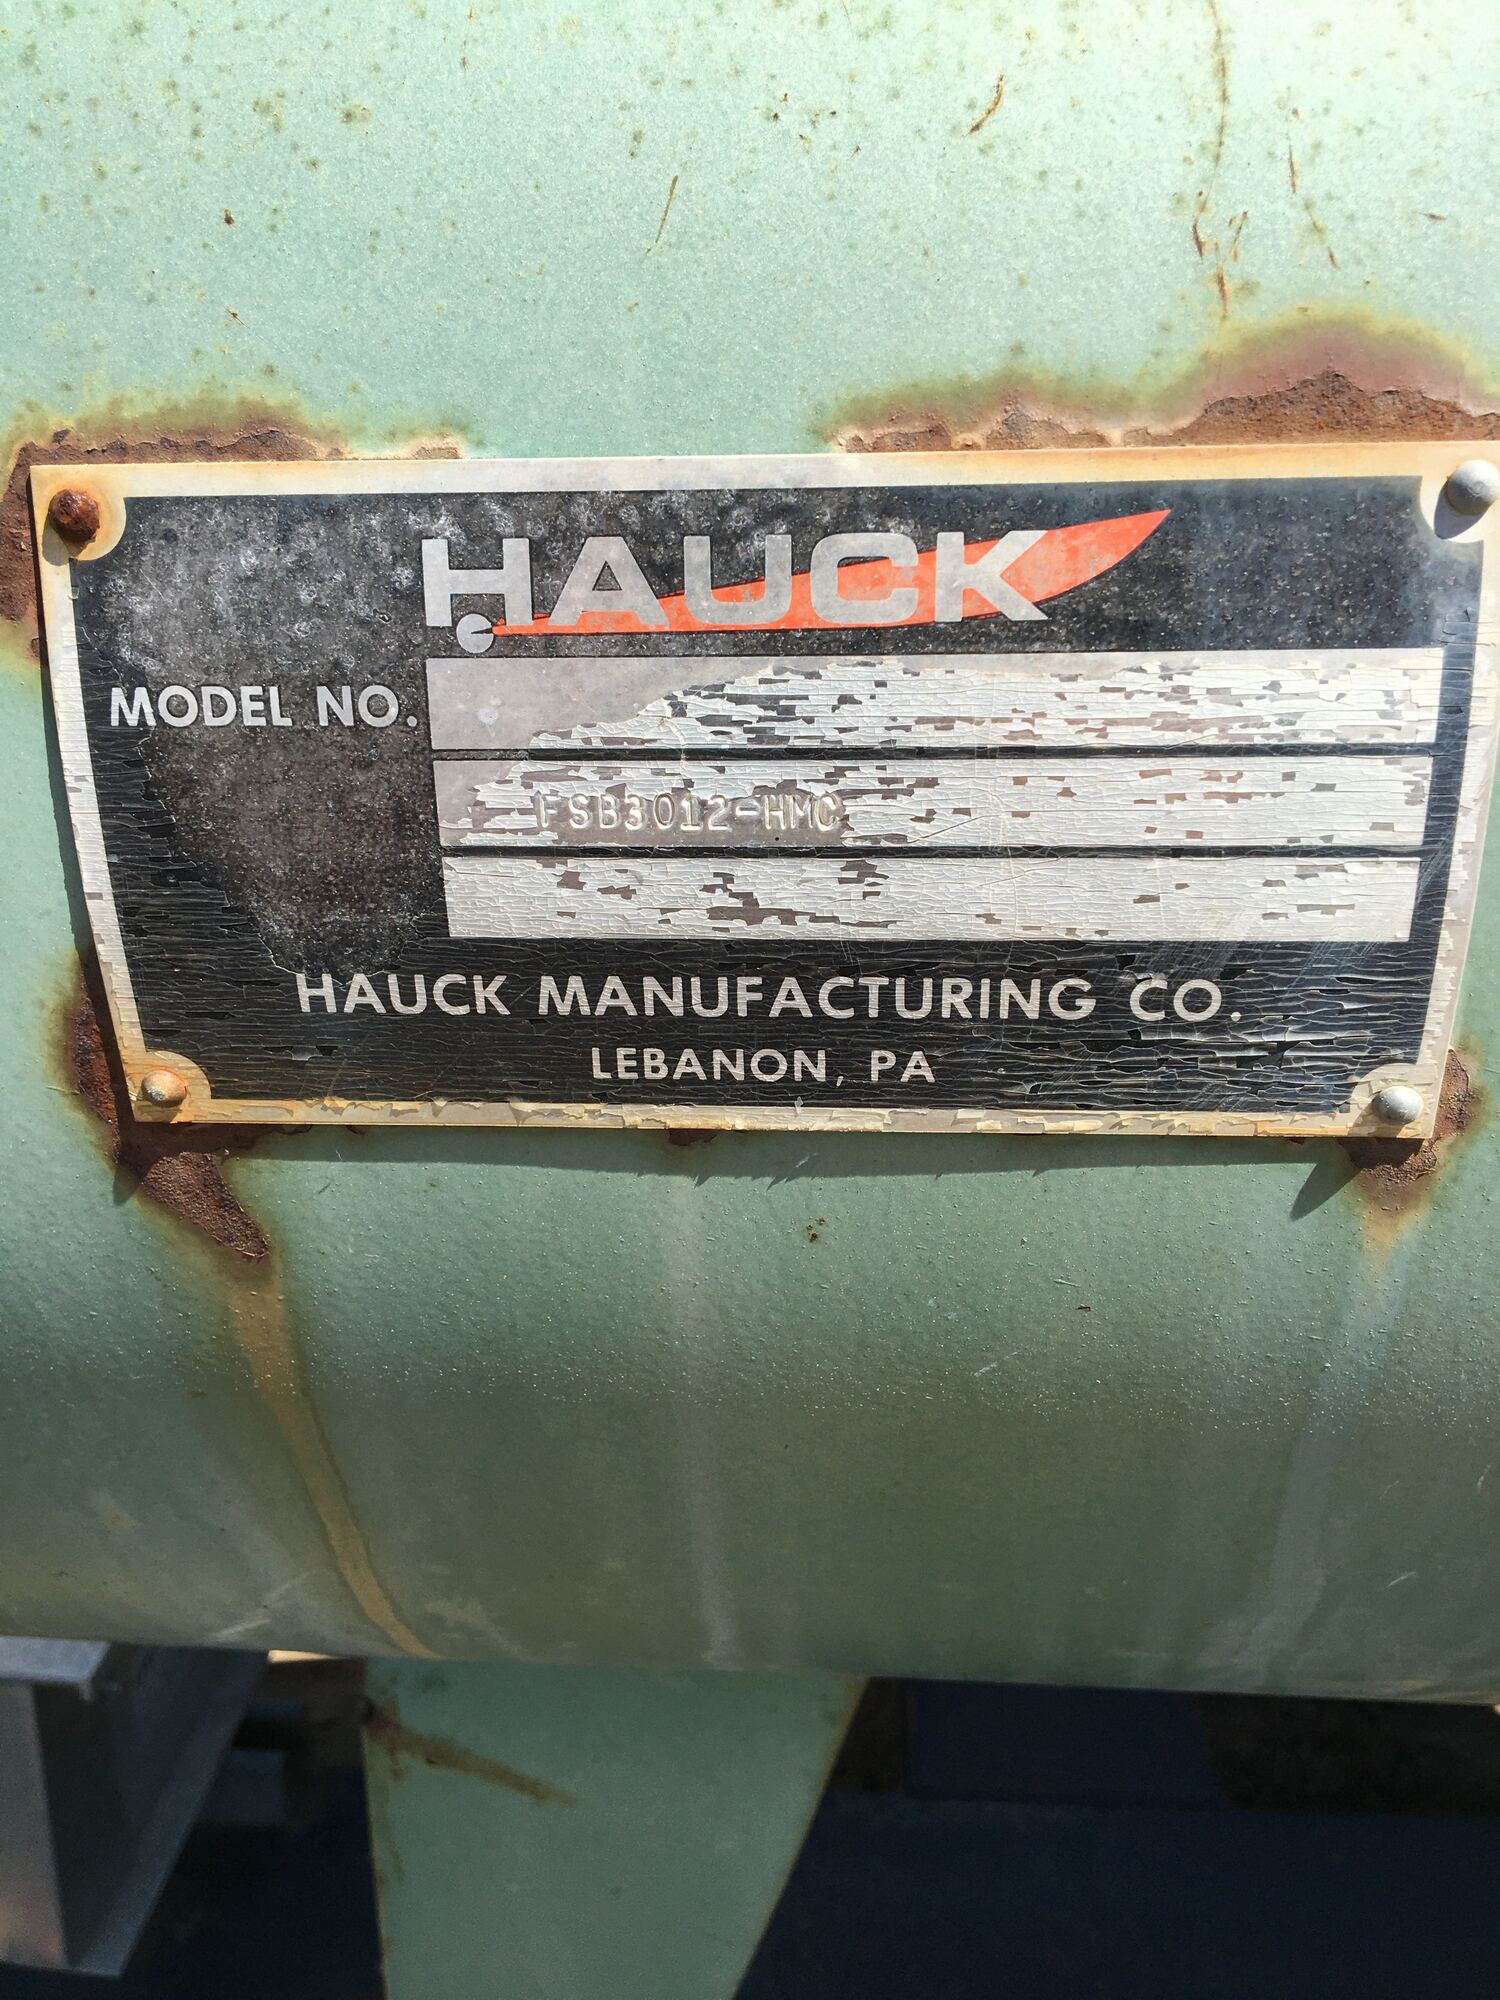 HAUCK
MODEL NO.
FSB3012-HMC
HAUCK MANUFACTURING CO.
LEBANON, PA